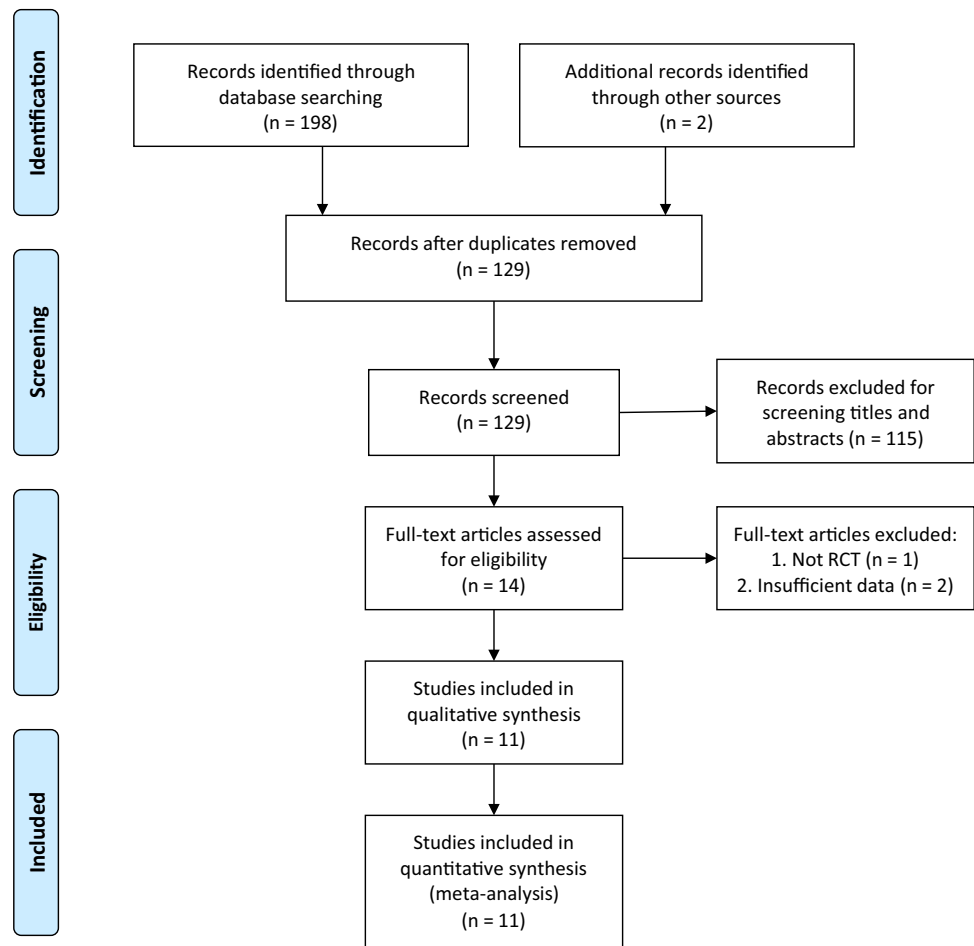 Identification
Records identified through
database searching
(n = 198)
Additional records identified
through other sources
(n = 2)
Records after duplicates removed
(n = 129)
Screening
Records screened
(n = 129)
Records excluded for
screening titles and
abstracts (n = 115)
Eligibility
Full-text articles assessed
for eligibility
(n = 14)
Full-text articles excluded:
1. Not RCT (n = 1)
2. Insufficient data (n = 2)
Studies included in
qualitative synthesis
(n = 11)
Included
Studies included in
quantitative synthesis
(meta-analysis)
(n = 11)